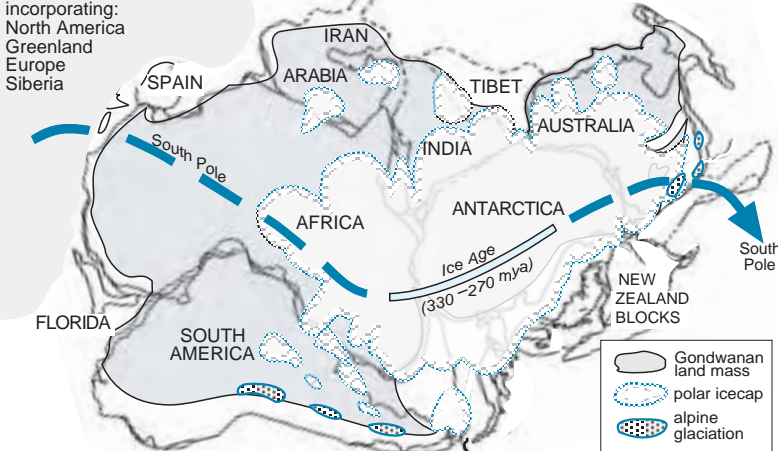 incorporating:
North America
Greenland
Europe
Siberia
IRAN
SPAIN
ARABIA
TIBET
AUSTRALIA
INDIA
South Pole
AFRICA
ANTARCTICA
Ice Age
(330 –270 mya)
South
Pole
NEW
ZEALAND
BLOCKS
FLORIDA
SOUTH
AMERICA
Gondwanan
land mass
polar icecap
alpine
glaciation